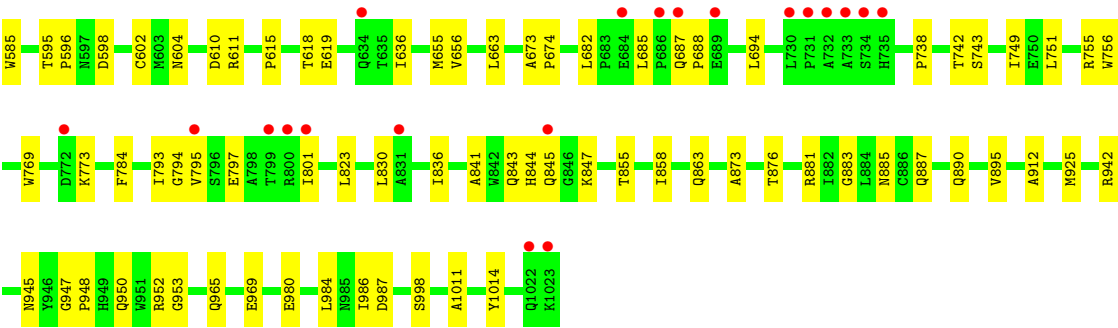 W585 T595 P596 N597 D598 C602 M603 N604 D610 R611 P615 T618 E619 Q634 T635 I636 M655 V656 L663 A673 P674 L682 P683 E684 L685 P686 Q687 P688 E689 L694 L730 P731 A732 A733 S734 H735 P738 T742 S743 I749 E750 L751 R755 W756
W769 D772 K773 F784 I793 G794 V795 S796 E797 A798 T799 R800 I801 L823 L830 A831 I836 A841 W842 Q843 H844 Q845 G846 K847 T855 I858 Q863 A873 T876 R881 I882 G883 L884 N885 C886 Q887 Q890 V895 A912 M925 R942
N945 Y946 G947 P948 H949 Q950 W951 R952 G953 Q965 E969 E980 L984 N985 I986 D987 S998 A1011 Y1014 Q1022 K1023